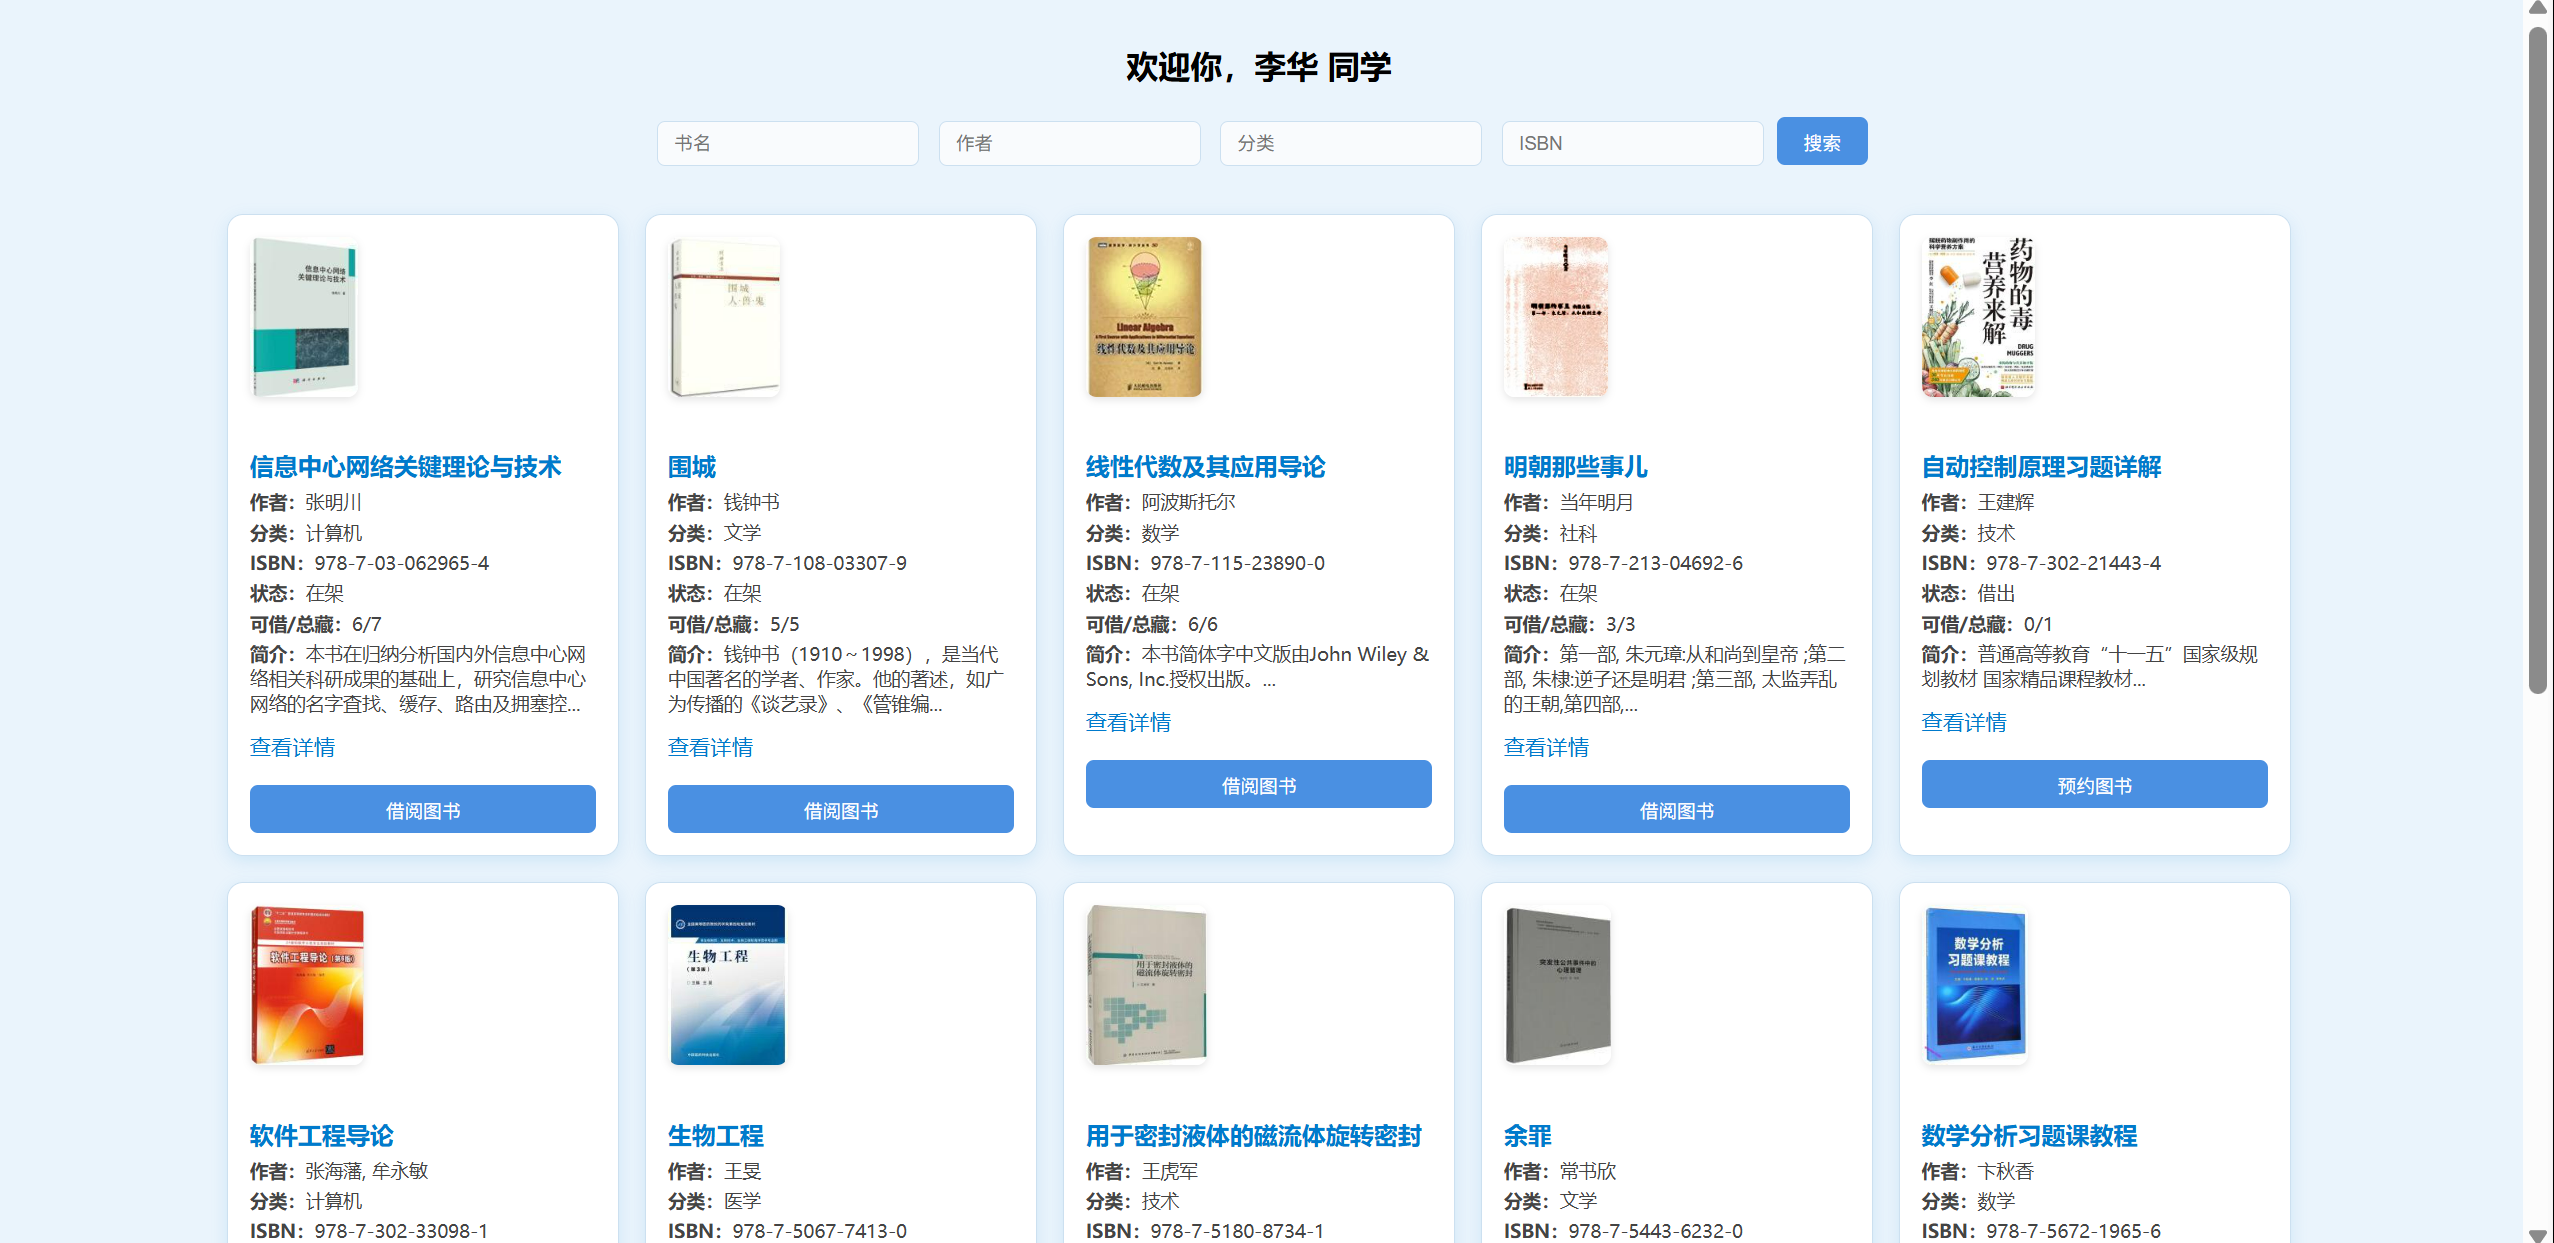 欢迎你，李华 同学
书名
作者
分类
ISBN
搜索
信息中心网络
关键理论与技术
围城
人·兽·鬼
Linear Algebra
线性代数及其应用导论
药物的毒
营养来解
DRUG
MUGGERS
信息中心网络关键理论与技术
作者：张明川
分类：计算机
ISBN：978-7-03-062965-4
状态：在架
可借/总藏：6/7
简介：本书在归纳分析国内外信息中心网
络相关科研成果的基础上，研究信息中心
网络的名字查找、缓存、路由及拥塞控...
查看详情
借阅图书
围城
作者：钱钟书
分类：文学
ISBN：978-7-108-03307-9
状态：在架
可借/总藏：5/5
简介：钱钟书（1910～1998），是当代
中国著名的学者、作家。他的著述，如广
为传播的《谈艺录》、《管锥编...
查看详情
借阅图书
线性代数及其应用导论
作者：阿波斯托尔
分类：数学
ISBN：978-7-115-23890-0
状态：在架
可借/总藏：6/6
简介：本书简体字中文版由John Wiley &
Sons, Inc.授权出版。...
查看详情
借阅图书
明朝那些事儿
作者：当年明月
分类：社科
ISBN：978-7-213-04692-6
状态：在架
可借/总藏：3/3
简介：第一部, 朱元璋:从和尚到皇帝 ;第二
部, 朱棣:逆子还是明君 ;第三部, 太监弄乱
的王朝,第四部,...
查看详情
借阅图书
自动控制原理习题详解
作者：王建辉
分类：技术
ISBN：978-7-302-21443-4
状态：借出
可借/总藏：0/1
简介：普通高等教育“十一五”国家级规
划教材 国家精品课程教材...
查看详情
预约图书
软件工程导论（第6版）
生物工程
（第3版）
用于密封液体的
磁流体旋转密封
突发性公共事件中的
心理管理
数学分析
习题课教程
软件工程导论
作者：张海藩, 牟永敏
分类：计算机
ISBN：978-7-302-33098-1
生物工程
作者：王旻
分类：医学
ISBN：978-7-5067-7413-0
用于密封液体的磁流体旋转密封
作者：王虎军
分类：技术
ISBN：978-7-5180-8734-1
余罪
作者：常书欣
分类：文学
ISBN：978-7-5443-6232-0
数学分析习题课教程
作者：卞秋香
分类：数学
ISBN：978-7-5672-1965-6